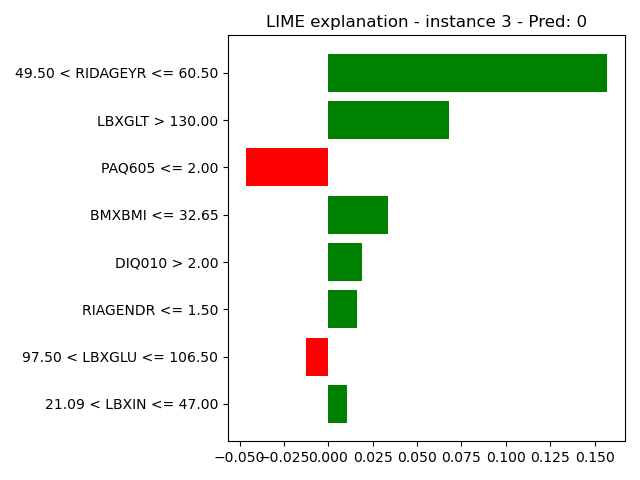 LIME explanation - instance 3 - Pred: 0
49.50 < RIDAGEYR <= 60.50
LBXGLT > 130.00
PAQ605 <= 2.00
BMXBMI <= 32.65
DIQ010 > 2.00
RIAGENDR <= 1.50
97.50 < LBXGLU <= 106.50
21.09 < LBXIN <= 47.00
−0.050 −0.025 0.000 0.025 0.050 0.075 0.100 0.125 0.150